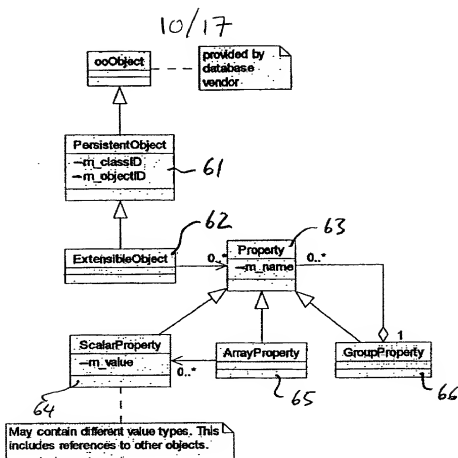 10/17
ooObject
provided by
database
vendor
PersistentObject
m_classID
m_objectID
61
62
63
ExtensibleObject
0..*
Property
m_name
0..*
ScalarProperty
m_value
0..*
ArrayProperty
1
GroupProperty
64
65
66
May contain different value types. This
includes references to other objects.